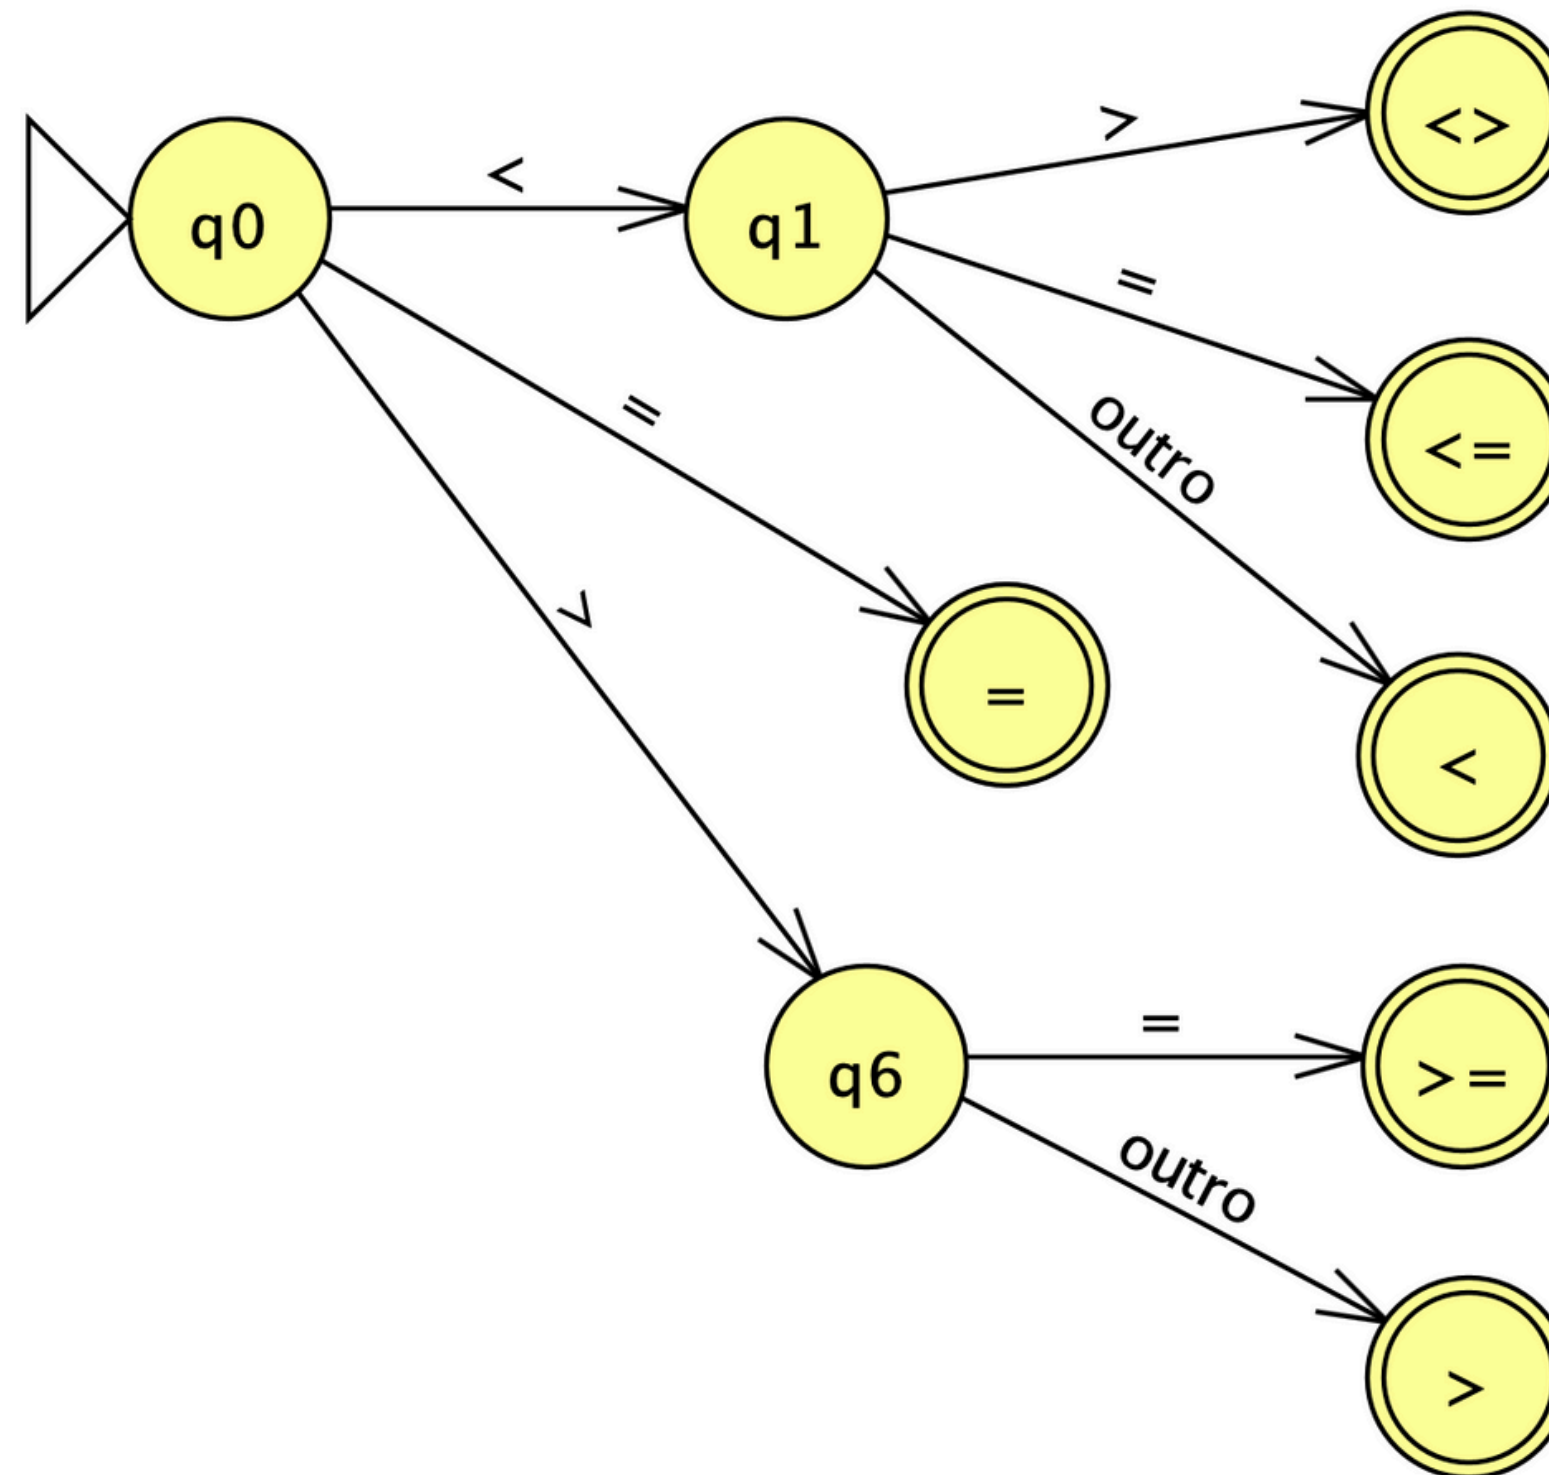 <>
>
<
q0
q1
=
<=
outro
=
>
=
<
=
q6
>=
outro
>